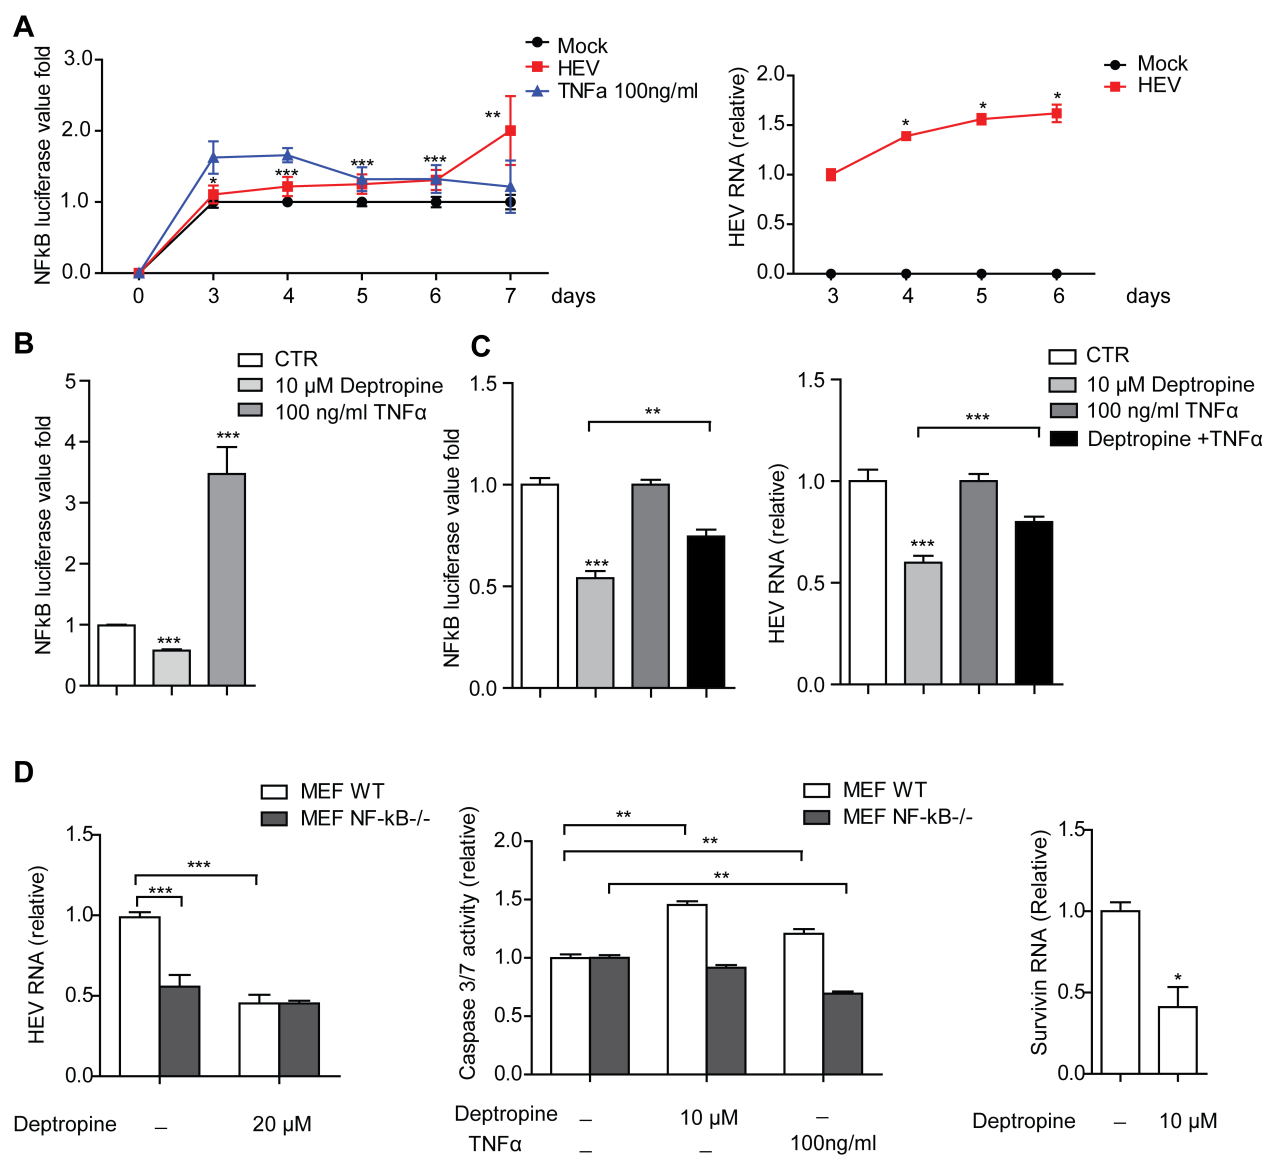 A
NFkB luciferase value fold
3.0
2.0
1.0
0.0
0 3 4 5 6 7 days
Mock
HEV
TNFa 100ng/ml
* *** *** *** **
HEV RNA (relative)
2.0
1.5
1.0
0.5
0.0
3 4 5 6 days
Mock
HEV
* * *
B
NFkB luciferase value fold
5
4
3
2
1
0
CTR
10 µM Deptropine
100 ng/ml TNFα
*** ***
C
NFkB luciferase value fold
1.5
1.0
0.5
0.0
**
***
HEV RNA (relative)
1.5
1.0
0.5
0.0
***
***
CTR
10 µM Deptropine
100 ng/ml TNFα
Deptropine +TNFα
D
HEV RNA (relative)
1.5
1.0
0.5
0.0
MEF WT
MEF NF-kB-/-
***
***
Deptropine – 20 µM
Caspase 3/7 activity (relative)
2.0
1.5
1.0
0.5
0.0
MEF WT
MEF NF-kB-/-
**
**
**
Deptropine – 10 µM –
TNFα – – 100ng/ml
Survivin RNA (Relative)
1.5
1.0
0.5
0.0
*
Deptropine – 10 µM